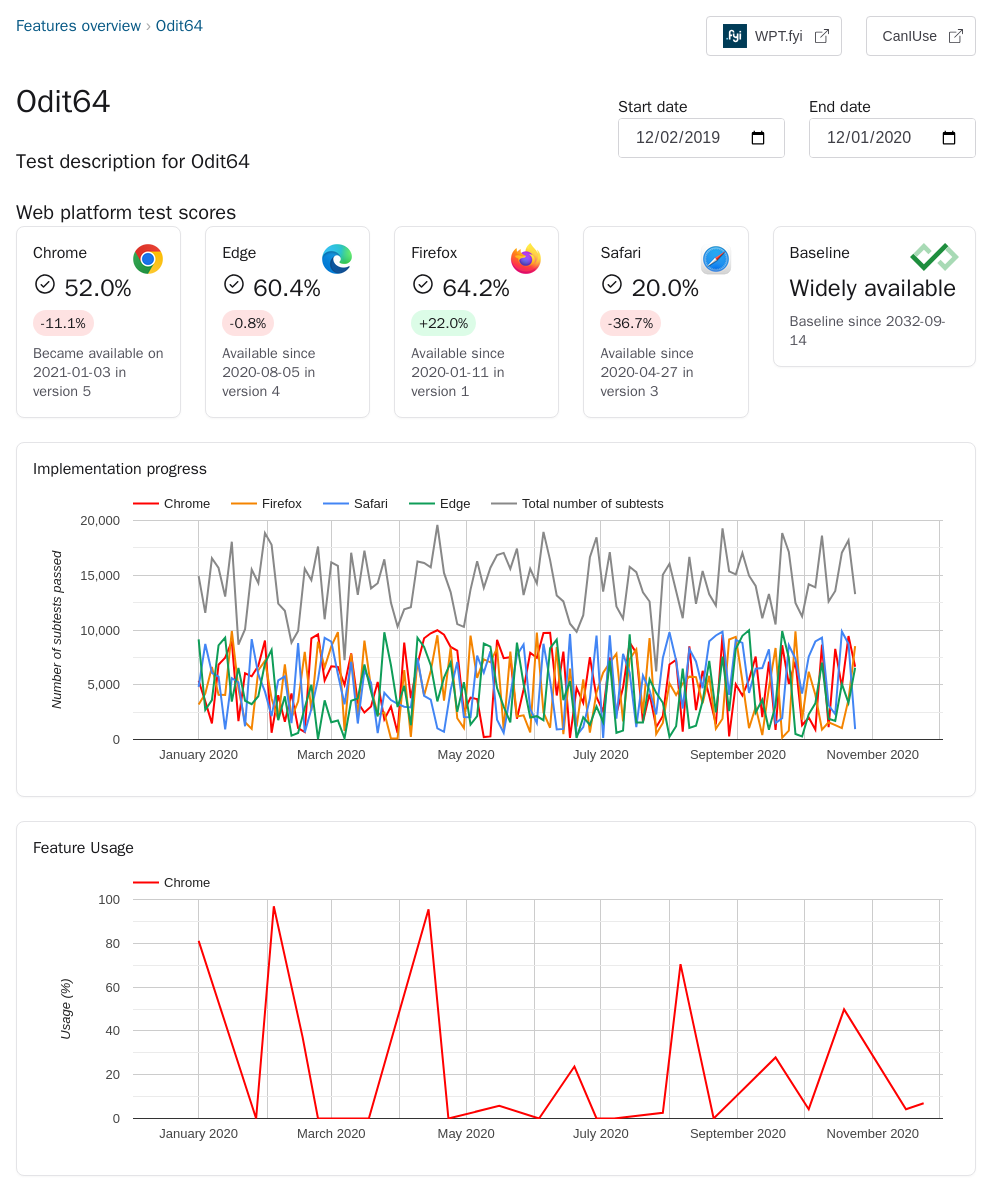 Features overview › Odit64
.fyi WPT.fyi
CanIUse
Odit64
Start date
End date
12/02/2019
12/01/2020
Test description for Odit64
Web platform test scores
Chrome
52.0%
-11.1%
Became available on
2021-01-03 in
version 5
Edge
60.4%
-0.8%
Available since
2020-08-05 in
version 4
Firefox
64.2%
+22.0%
Available since
2020-01-11 in
version 1
Safari
20.0%
-36.7%
Available since
2020-04-27 in
version 3
Baseline
Widely available
Baseline since 2032-09-
14
Implementation progress
Chrome Firefox Safari Edge Total number of subtests
Number of subtests passed
20,000
15,000
10,000
5,000
0
January 2020 March 2020 May 2020 July 2020 September 2020 November 2020
Feature Usage
Chrome
Usage (%)
100
80
60
40
20
0
January 2020 March 2020 May 2020 July 2020 September 2020 November 2020